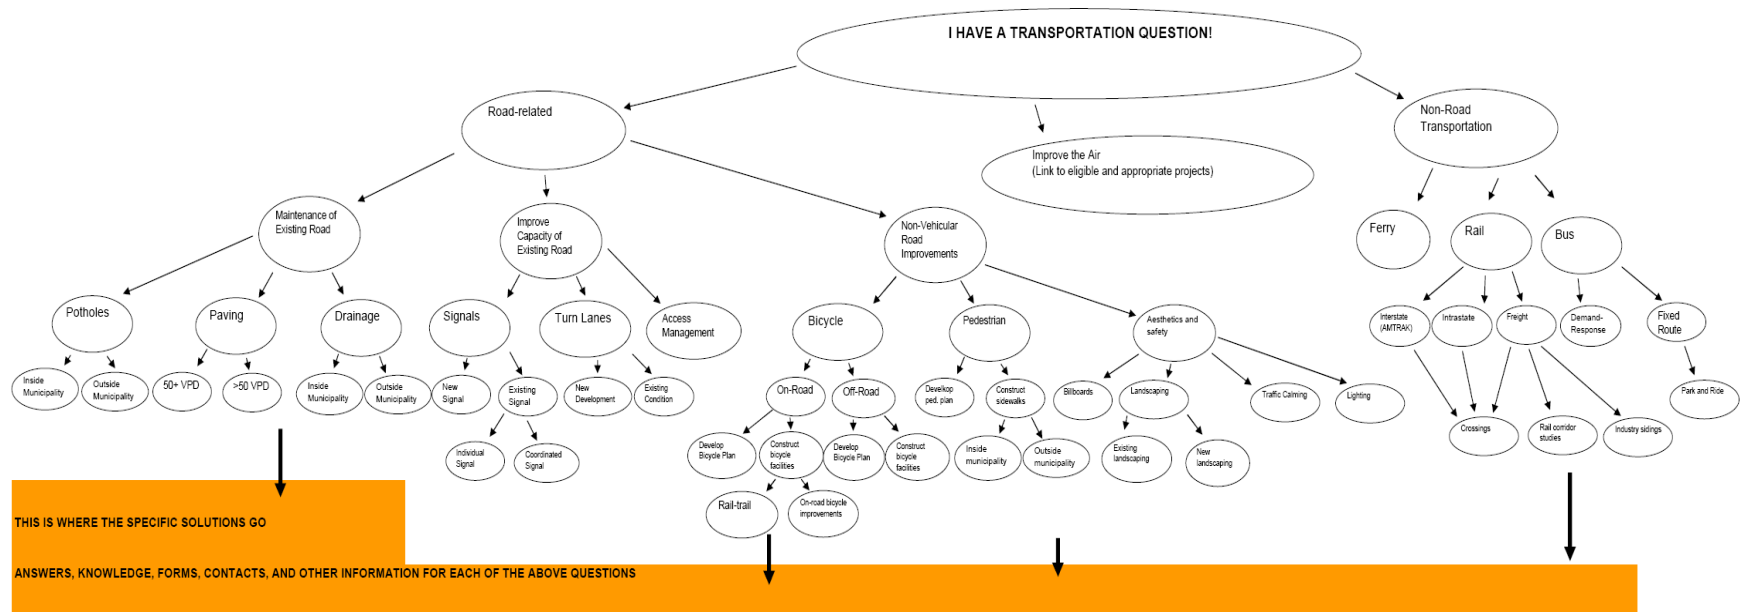 I HAVE A TRANSPORTATION QUESTION!
Road-related
Non-Road
Transportation
Improve the Air
(Link to eligible and appropriate projects)
Maintenance of
Existing Road
Improve
Capacity of
Existing Road
Non-Vehicular
Road
Improvements
Ferry
Rail
Bus
Potholes
Paving
Drainage
Signals
Turn Lanes
Access
Management
Bicycle
Pedestrian
Aesthetics and
safety
Interstate
(AMTRAK)
Intrastate
Freight
Demand-
Response
Fixed
Route
Inside
Municipality
Outside
Municipality
50+ VPD
>50 VPD
Inside
Municipality
Outside
Municipality
New
Signal
Existing
Signal
New
Development
Existing
Condition
On-Road
Off-Road
Develkop
ped. plan
Construct
sidewalks
Billboards
Landscaping
Traffic Calming
Lighting
Park and Ride
Individual
Signal
Coordinated
Signal
Develop
Bicycle Plan
Construct
bicycle
facilities
Develop
Bicycle Plan
Construct
bicycle
facilities
Inside
municipality
Outside
municipality
Existing
landscaping
New
landscaping
Crossings
Rail corridor
studies
Industry sidings
Rail-trail
On-road bicycle
improvements
THIS IS WHERE THE SPECIFIC SOLUTIONS GO
ANSWERS, KNOWLEDGE, FORMS, CONTACTS, AND OTHER INFORMATION FOR EACH OF THE ABOVE QUESTIONS